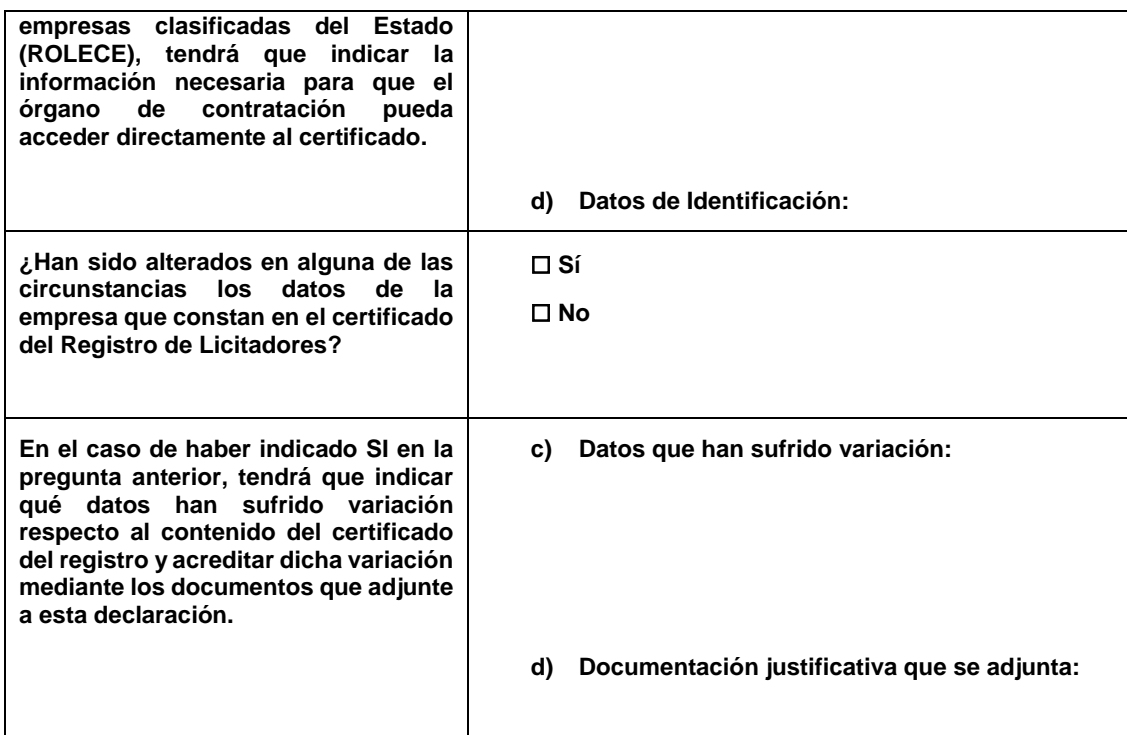 empresas clasificadas del Estado
(ROLECE), tendrá que indicar la
información necesaria para que el
órgano de contratación pueda
acceder directamente al certificado.
d) Datos de Identificación:
¿Han sido alterados en alguna de las
circunstancias los datos de la
empresa que constan en el certificado
del Registro de Licitadores?
☐ Sí
☐ No
En el caso de haber indicado SI en la
pregunta anterior, tendrá que indicar
qué datos han sufrido variación
respecto al contenido del certificado
del registro y acreditar dicha variación
mediante los documentos que adjunte
a esta declaración.
c) Datos que han sufrido variación:
d) Documentación justificativa que se adjunta: